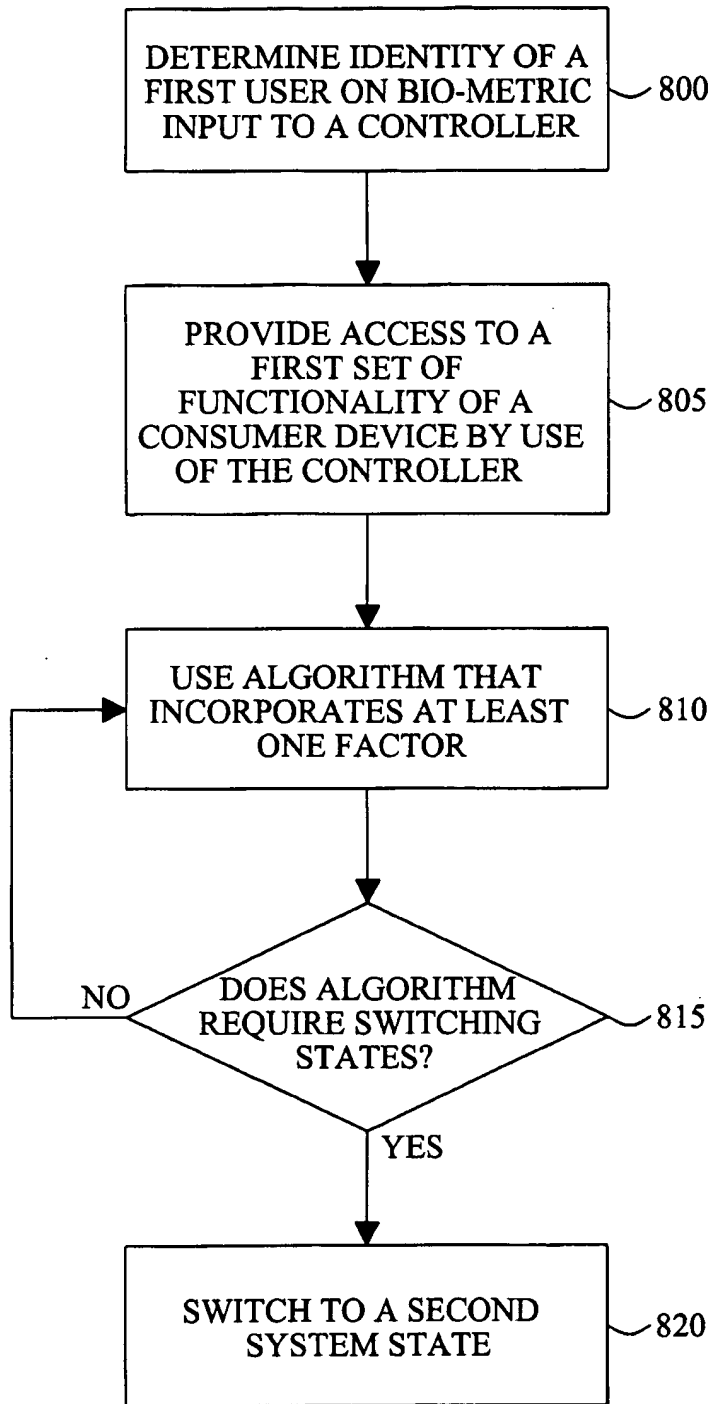 DETERMINE IDENTITY OF A
FIRST USER ON BIO-METRIC
INPUT TO A CONTROLLER
800
PROVIDE ACCESS TO A
FIRST SET OF
FUNCTIONALITY OF A
CONSUMER DEVICE BY USE
OF THE CONTROLLER
805
USE ALGORITHM THAT
INCORPORATES AT LEAST
ONE FACTOR
810
NO
DOES ALGORITHM
REQUIRE SWITCHING
STATES?
815
YES
SWITCH TO A SECOND
SYSTEM STATE
820